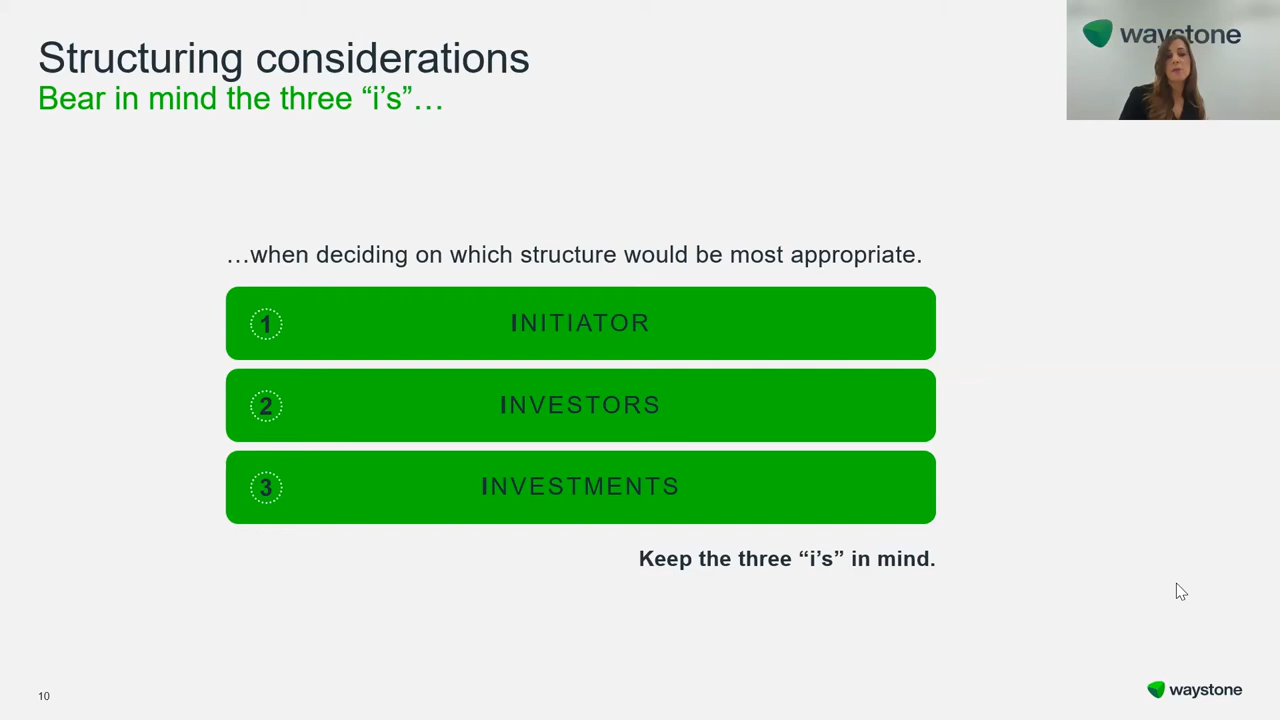 Structuring considerations
Bear in mind the three “i’s”…
waystone
…when deciding on which structure would be most appropriate.
1 INITIATOR
2 INVESTORS
3 INVESTMENTS
Keep the three “i’s” in mind.
10
waystone